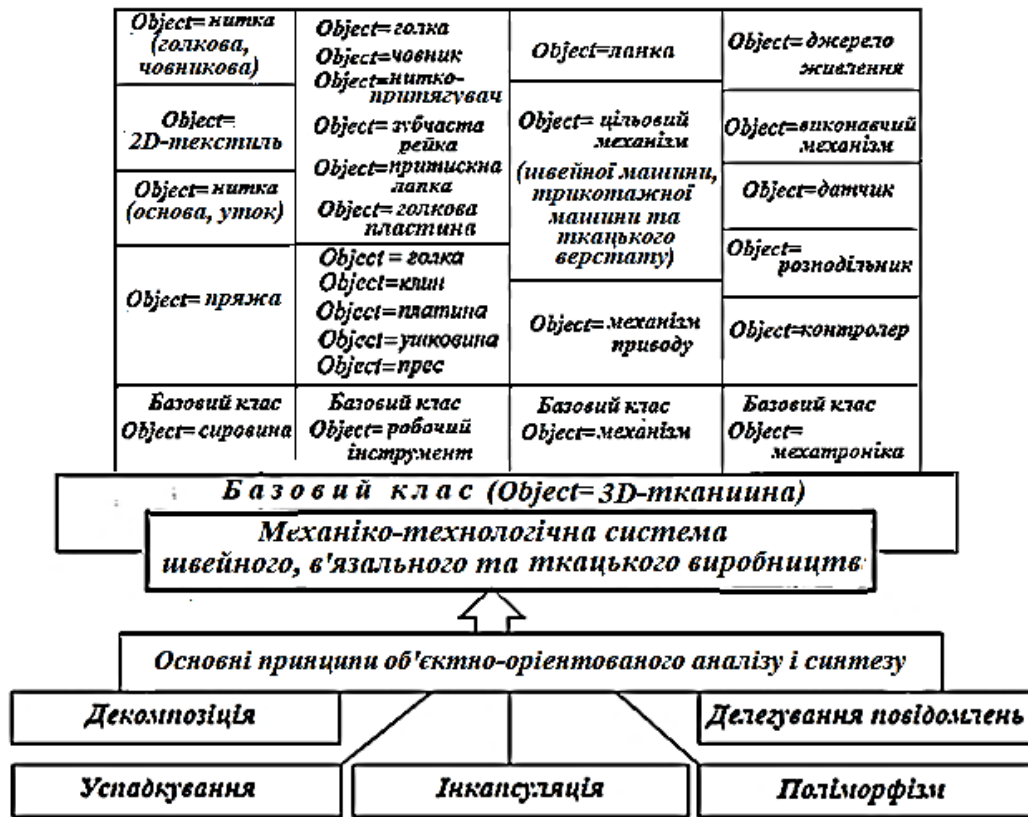 Object=нитка
(голкова,
човникова)
Object=
2D-текстиль
Object=нитка
(основа, уток)
Object=пряжа
Базовий клас
Object=сировина
Object=голка
Object=човник
Object=нитко-
притягувач
Object=зубчаста
рейка
Object=притискна
лапка
Object=голкова
пластина
Object = голка
Object=клин
Object=платина
Object=ушковина
Object=прес
Базовий клас
Object=робочий
інструмент
Object=ланка
Object= цільовий
механізм
(швейної машини,
трикотажної
машини та
ткацького
верстату)
Object=механізм
приводу
Базовий клас
Object=механізм
Object=джерело
живлення
Object=виконавчий
механізм
Object=датчик
Object=
розподільник
Object=контролер
Базовий клас
Object=
мехатроніка
Базовий клас (Object= 3D-тканиина)
Механіко-технологічна система
швейного, в'язального та ткацького виробництв
Основні принципи об'єктно-оріентованого аналізу і синтезу
Декомпозіція
Делегування повідомлень
Успадкування
Інкапсуляція
Поліморфізм